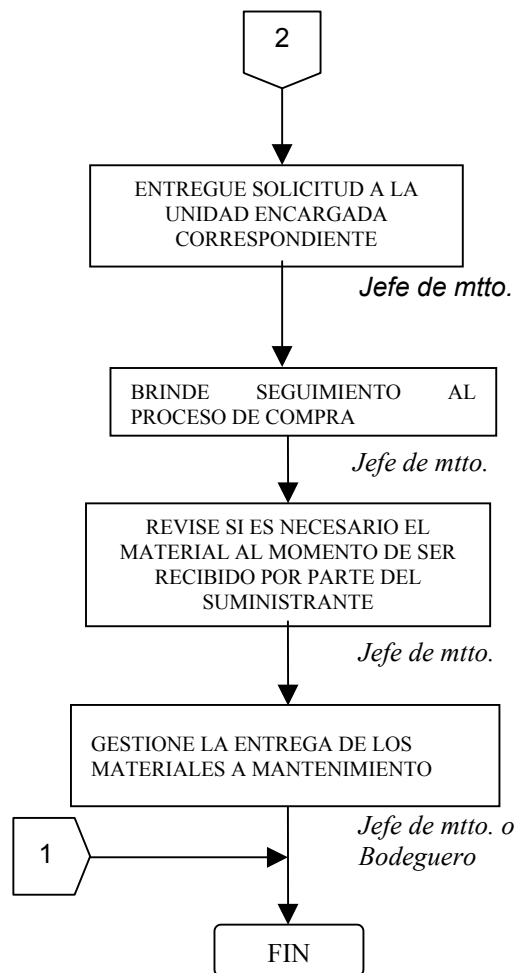 2
ENTREGUE SOLICITUD A LA
UNIDAD ENCARGADA
CORRESPONDIENTE
Jefe de mtto.
BRINDE SEGUIMIENTO AL
PROCESO DE COMPRA
Jefe de mtto.
REVISE SI ES NECESARIO EL
MATERIAL AL MOMENTO DE SER
RECIBIDO POR PARTE DEL
SUMINISTRANTE
Jefe de mtto.
GESTIONE LA ENTREGA DE LOS
MATERIALES A MANTENIMIENTO
Jefe de mtto. o
Bodeguero
1
FIN